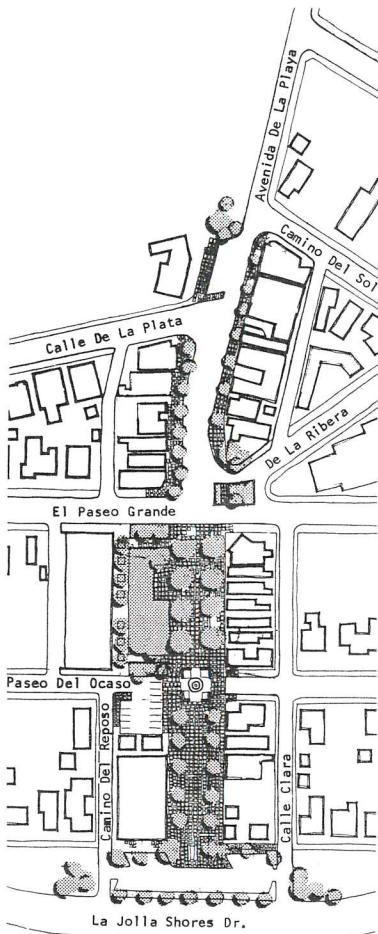 Avenida De La Playa
Camino Del Sol
Calle De La Plata
De La Ribera
El Paseo Grande
Paseo Del Ocaso
Camino Del Reposo
Calle Clara
La Jolla Shores Dr.